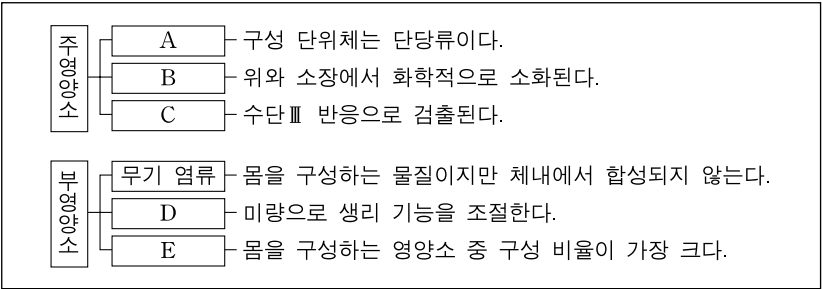 주영양소
A 구성 단위체는 단당류이다.
B 위와 소장에서 화학적으로 소화된다.
C 수단Ⅲ 반응으로 검출된다.
부영양소
무기 염류 몸을 구성하는 물질이지만 체내에서 합성되지 않는다.
D 미량으로 생리 기능을 조절한다.
E 몸을 구성하는 영양소 중 구성 비율이 가장 크다.